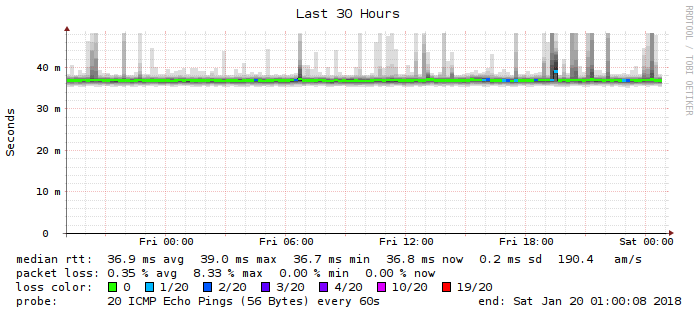 Last 30 Hours
RRDTOOL / TOBI OETIKER
Seconds
40 m
30 m
20 m
10 m
0
Fri 00:00 Fri 06:00 Fri 12:00 Fri 18:00 Sat 00:00
median rtt: 36.9 ms avg 39.0 ms max 36.7 ms min 36.8 ms now 0.2 ms sd 190.4 am/s
packet loss: 0.35 % avg 8.33 % max 0.00 % min 0.00 % now
loss color: 0 1/20 2/20 3/20 4/20 10/20 19/20
probe: 20 ICMP Echo Pings (56 Bytes) every 60s end: Sat Jan 20 01:00:08 2018